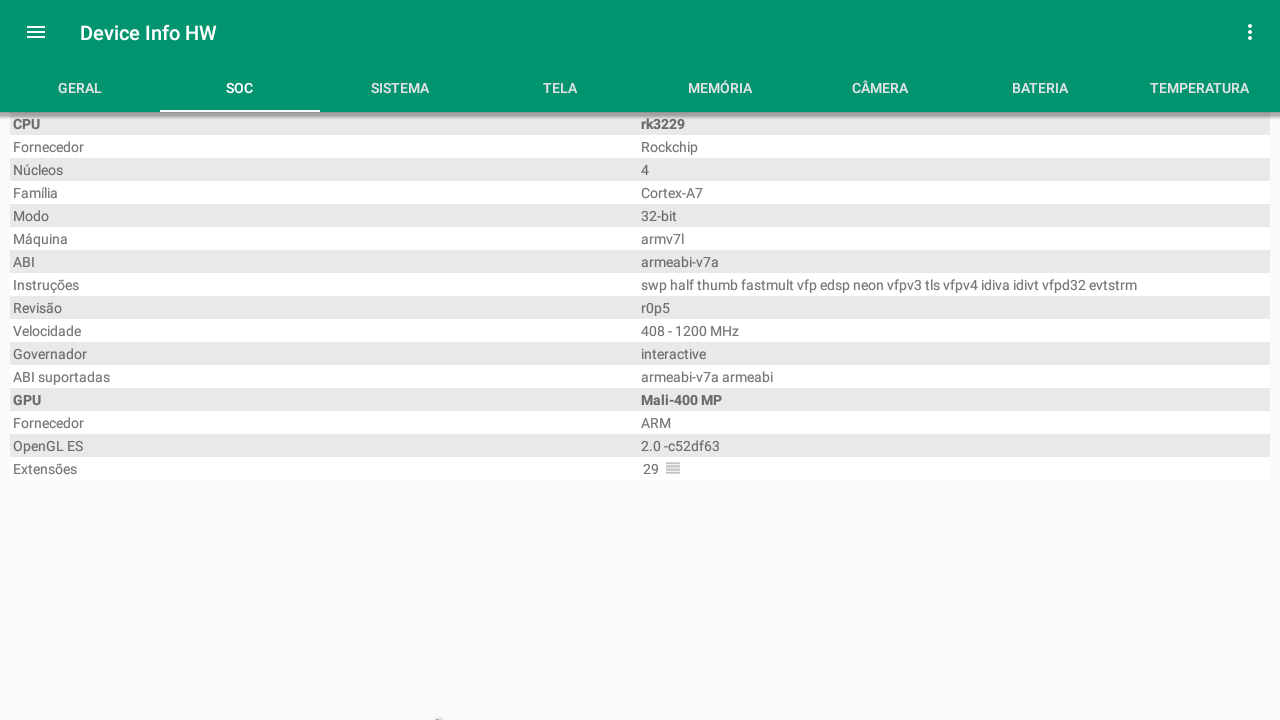 Device Info HW
GERAL SOC SISTEMA TELA MEMÓRIA CÂMERA BATERIA TEMPERATURA
CPU rk3229
Fornecedor Rockchip
Núcleos 4
Família Cortex-A7
Modo 32-bit
Máquina armv7l
ABI armeabi-v7a
Instruções swp half thumb fastmult vfp edsp neon vfpv3 tls vfpv4 idiva idivt vfpd32 evtstrm
Revisão r0p5
Velocidade 408 - 1200 MHz
Governador interactive
ABI suportadas armeabi-v7a armeabi
GPU Mali-400 MP
Fornecedor ARM
OpenGL ES 2.0 -c52df63
Extensões 29